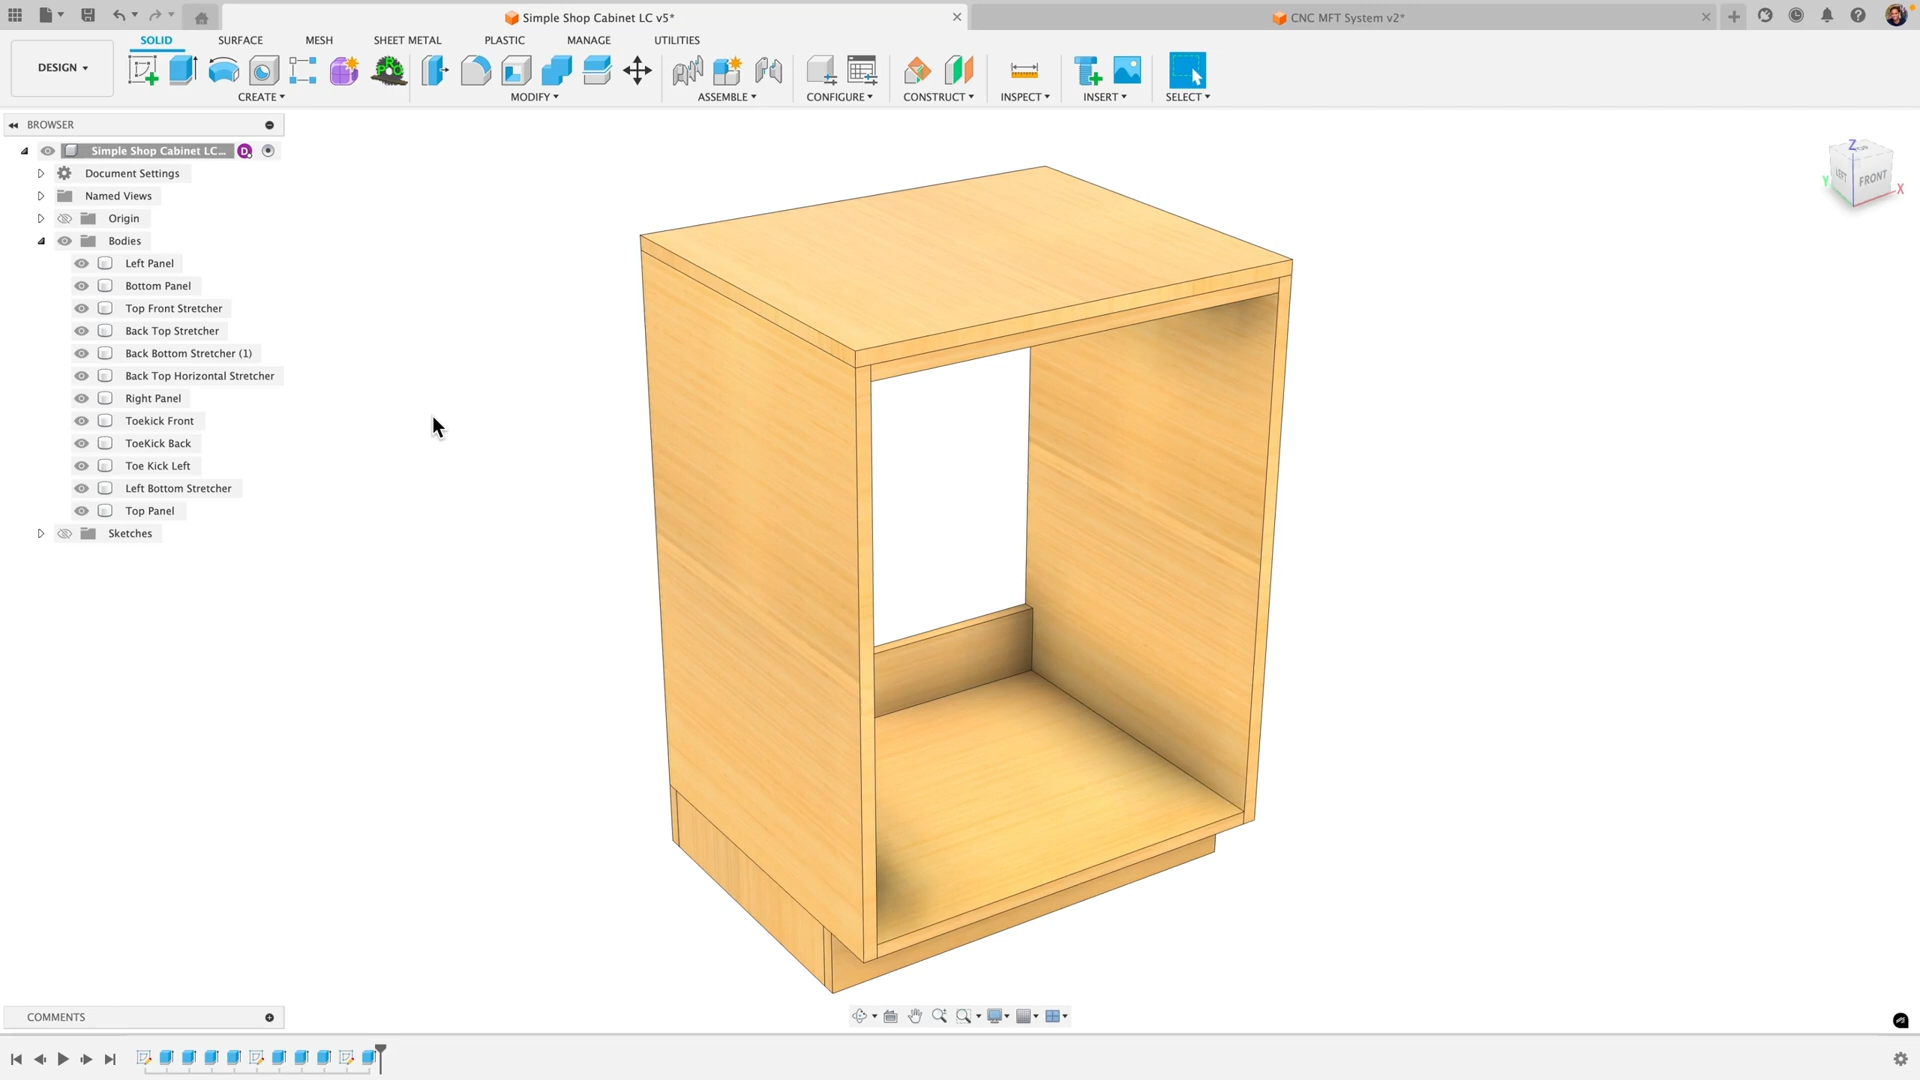 Simple Shop Cabinet LC v5*
CNC MFT System v2*
DESIGN
SOLID
SURFACE
MESH
SHEET METAL
PLASTIC
MANAGE
UTILITIES
CREATE
MODIFY
ASSEMBLE
CONFIGURE
CONSTRUCT
INSPECT
INSERT
SELECT
BROWSER
Simple Shop Cabinet LC...
D
Document Settings
Named Views
Origin
Bodies
Left Panel
Bottom Panel
Top Front Stretcher
Back Top Stretcher
Back Bottom Stretcher (1)
Back Top Horizontal Stretcher
Right Panel
Toekick Front
ToeKick Back
Toe Kick Left
Left Bottom Stretcher
Top Panel
Sketches
Z
TOP
LEFT
FRONT
Y
X
COMMENTS